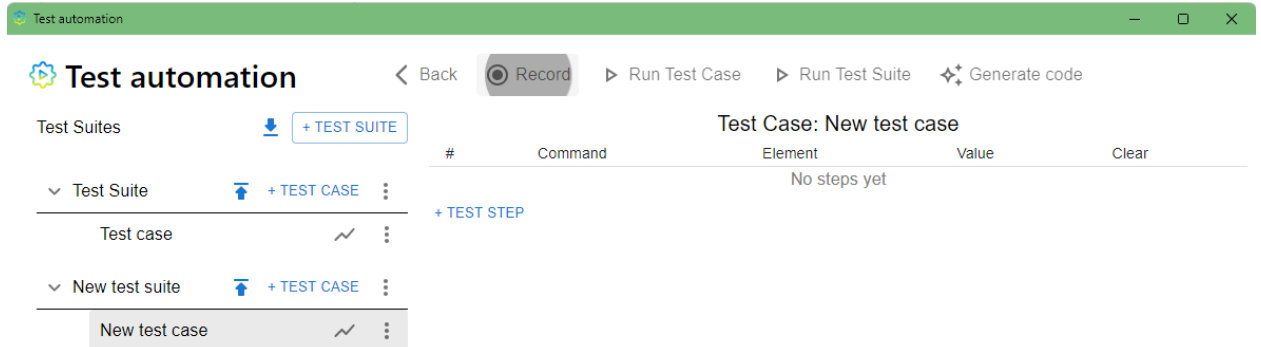 Test automation
Test automation
Back Record Run Test Case Run Test Suite Generate code
Test Suites + TEST SUITE
Test Case: New test case
# Command Element Value Clear
No steps yet
+ TEST STEP
Test Suite + TEST CASE
Test case
New test suite + TEST CASE
New test case